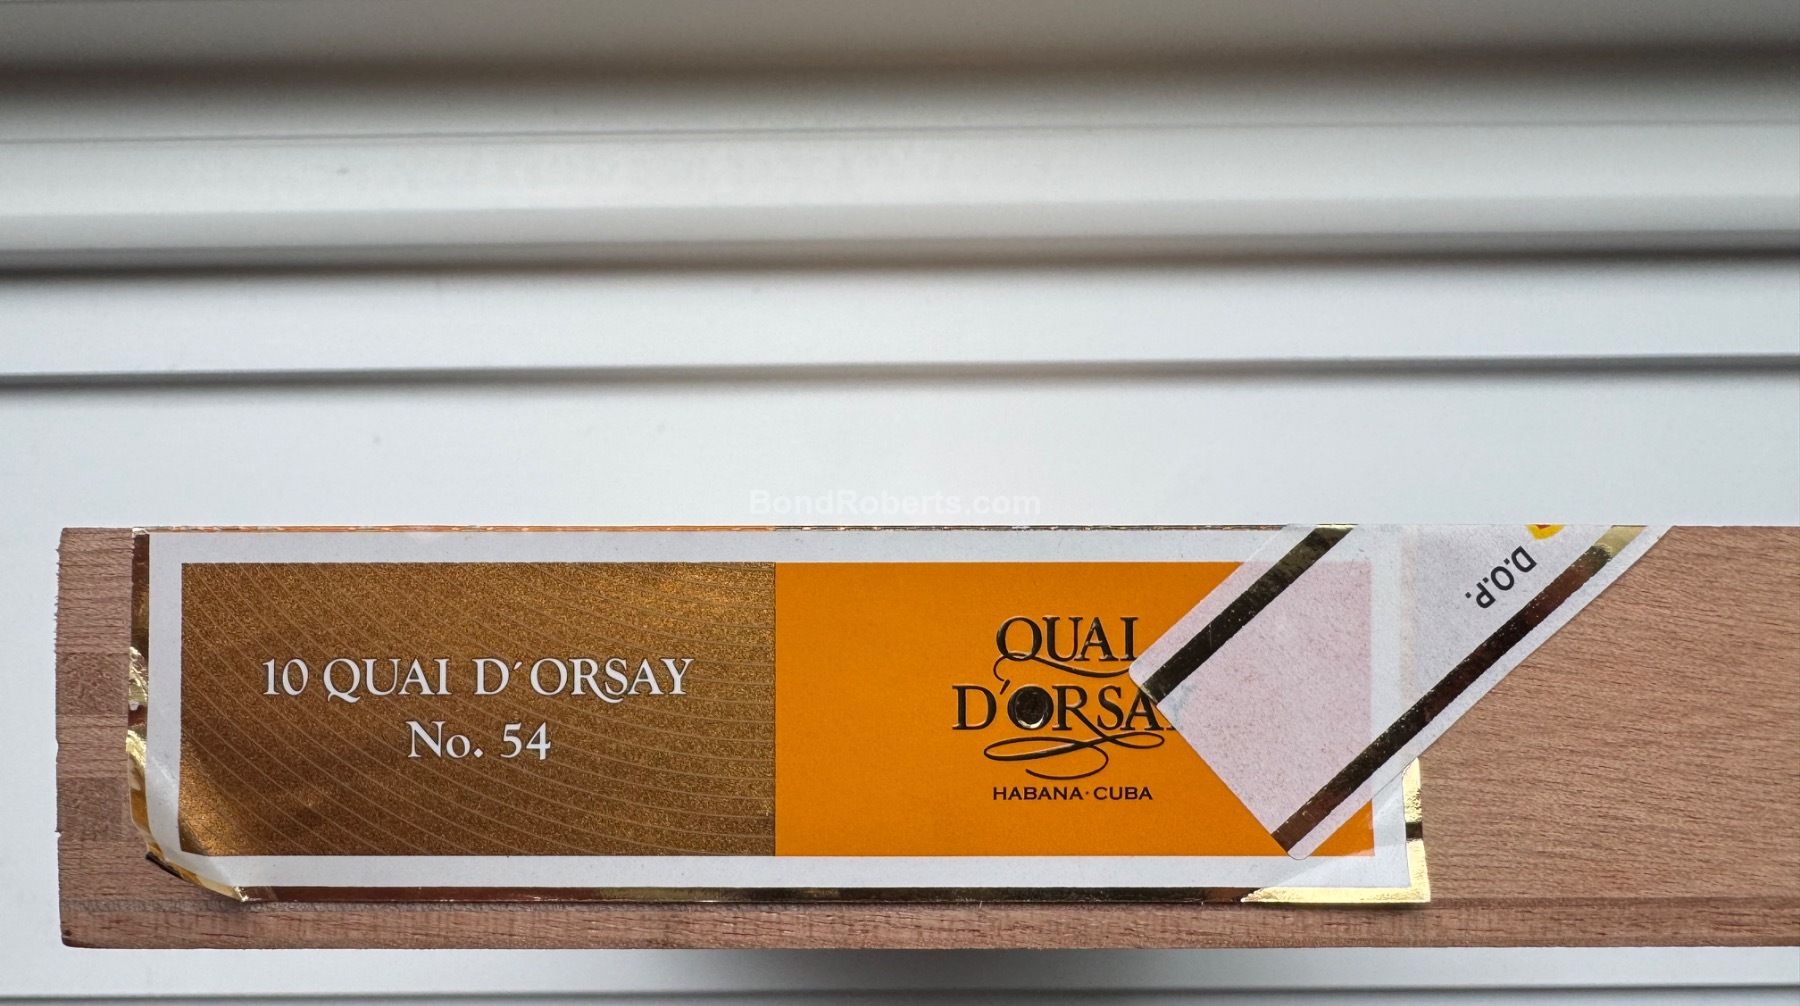 BondRoberts.com
10 QUAI D´ORSAY
No. 54
QUAI
D'ORSA
HABANA·CUBA
D.O.P.